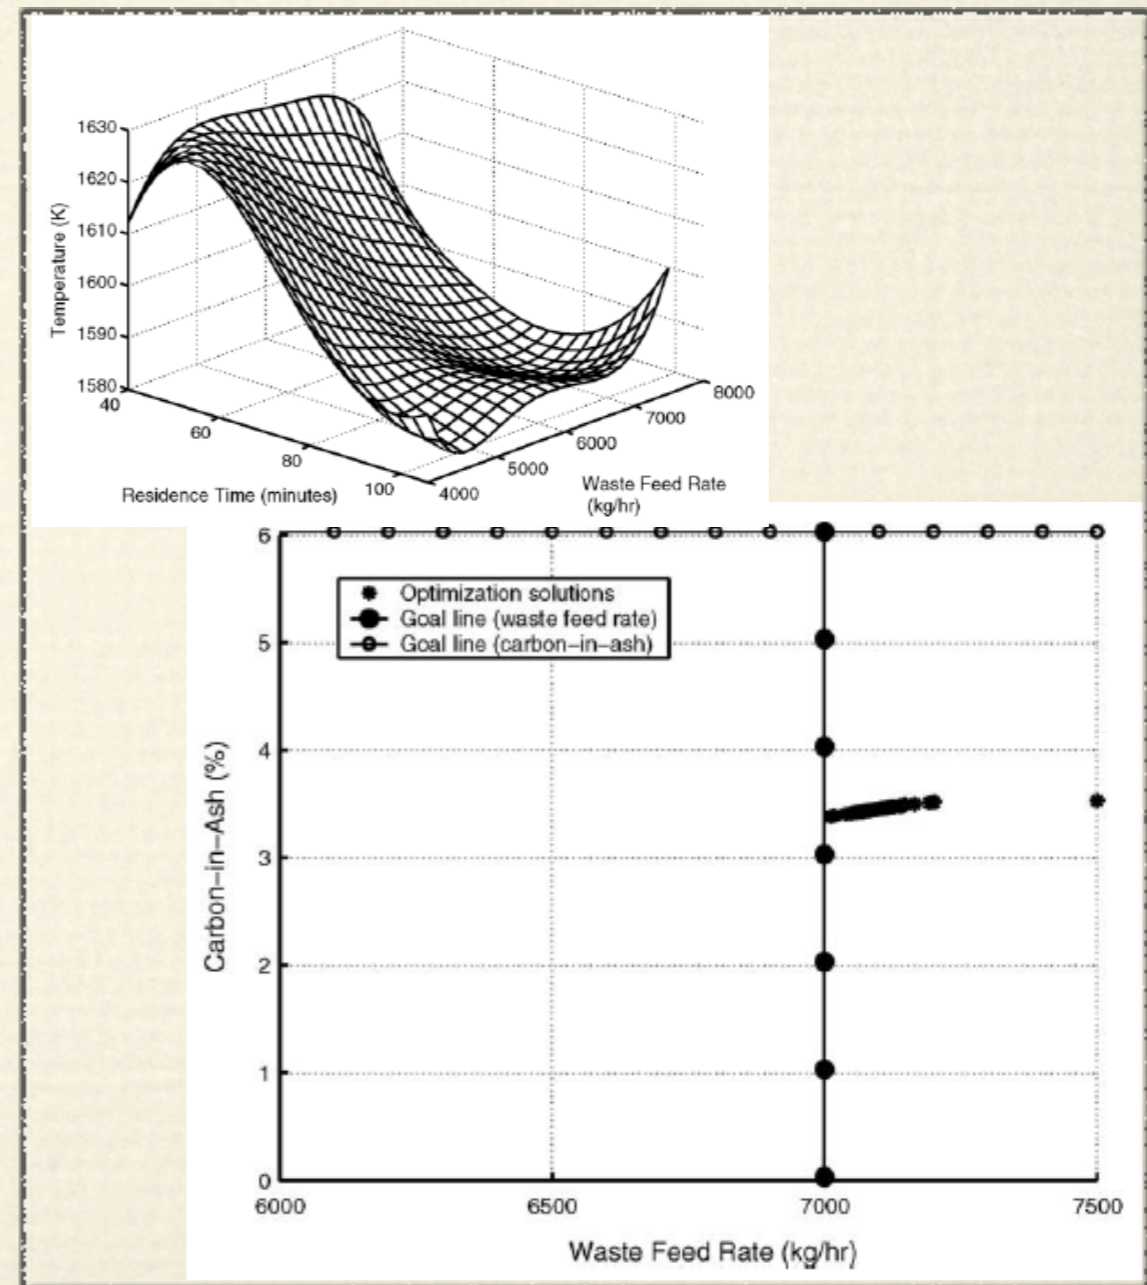 1630
1620
1610
1600
1590
1580
Temperature (K)
40
60
80
100
Residence Time (minutes)
4000
5000
6000
7000
8000
Waste Feed Rate
(kg/hr)
6
5
4
3
2
1
0
Carbon-in-Ash (%)
Optimization solutions
Goal line (waste feed rate)
Goal line (carbon-in-ash)
6000
6500
7000
7500
Waste Feed Rate (kg/hr)